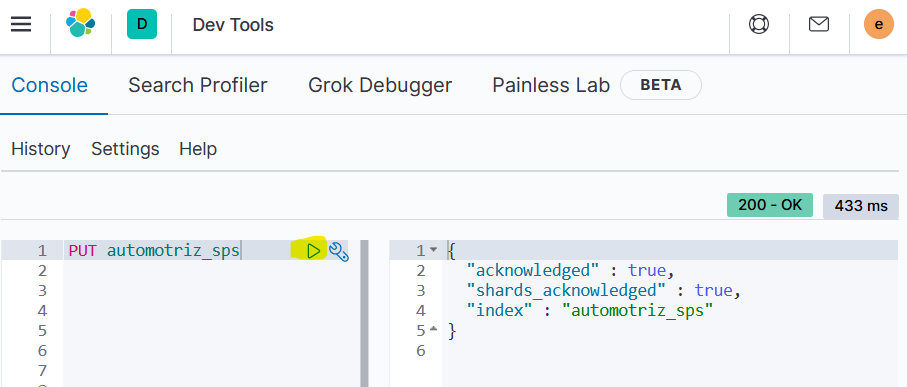 D Dev Tools e
Console Search Profiler Grok Debugger Painless Lab BETA
History Settings Help
200 - OK 433 ms
1 PUT automotriz_sps
2
3
4
5
6
7
1 {
2 "acknowledged" : true,
3 "shards_acknowledged" : true,
4 "index" : "automotriz_sps"
5 }
6